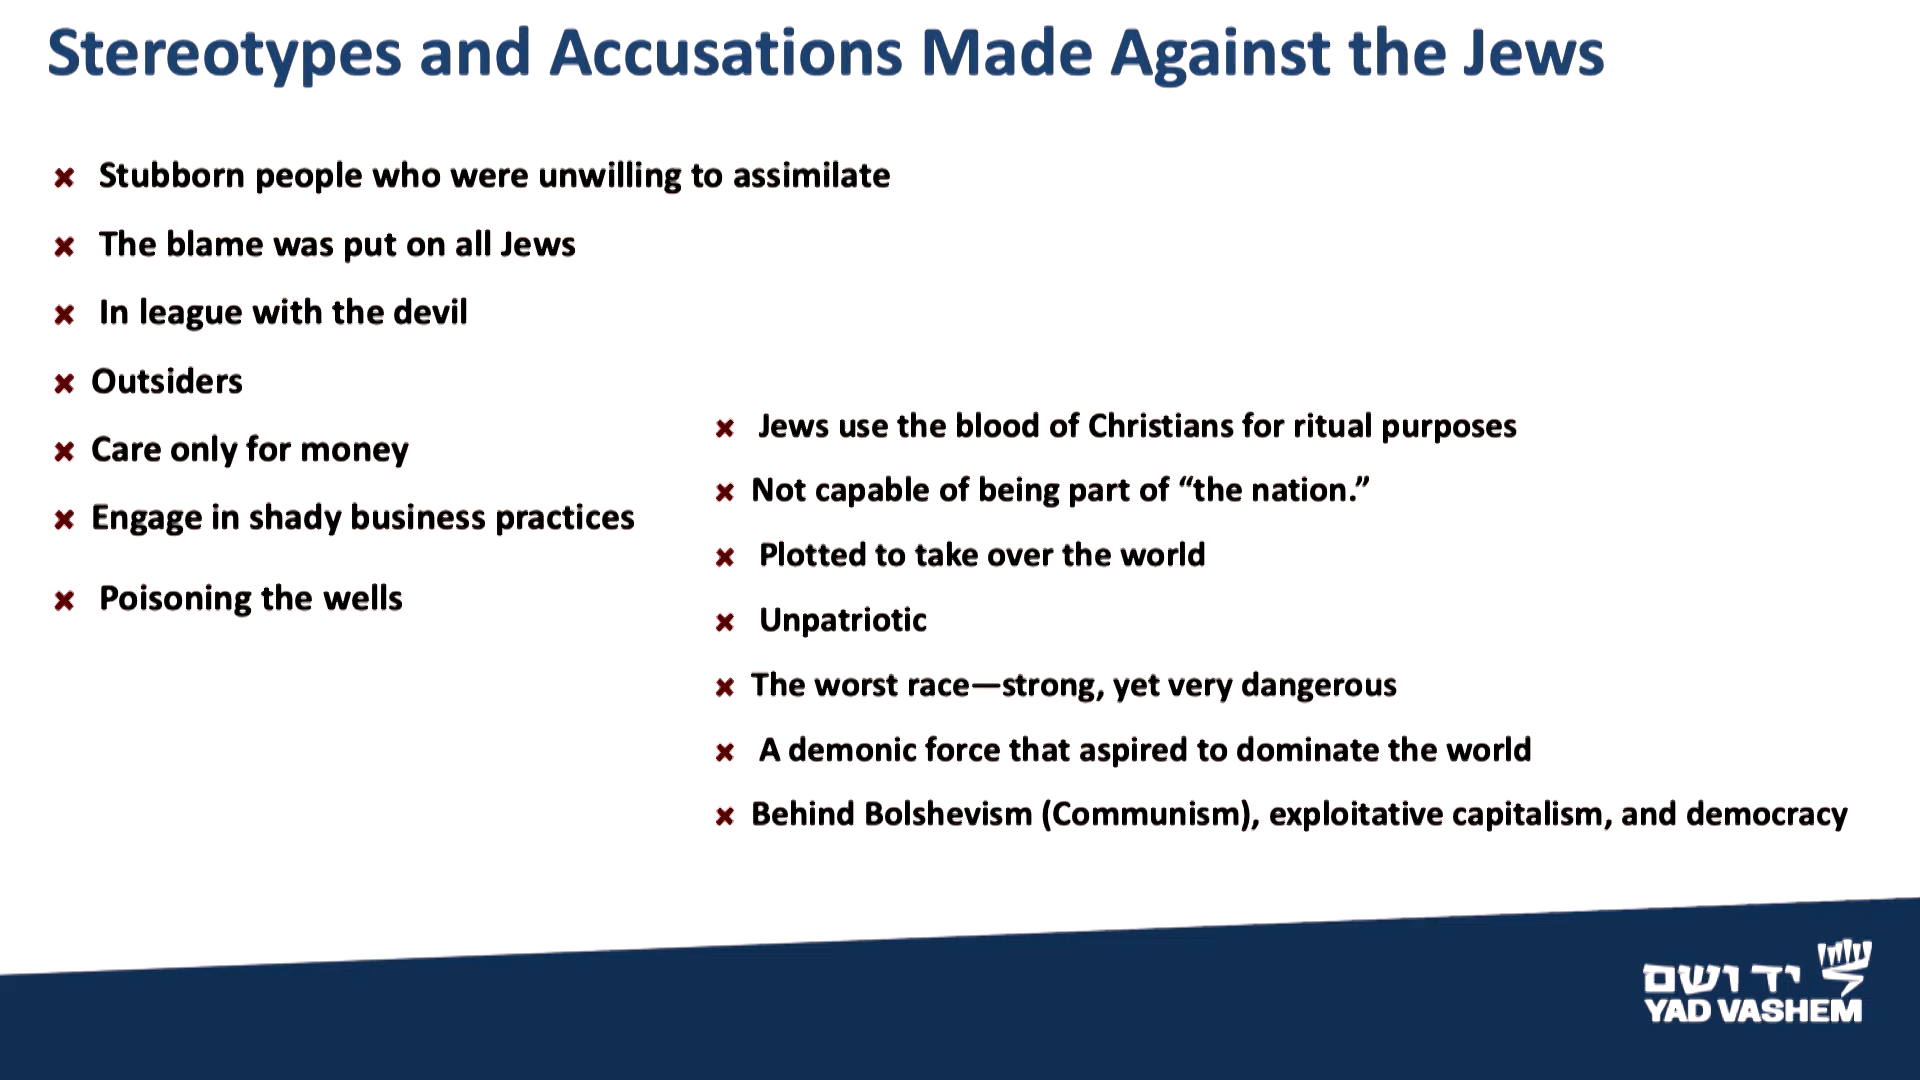 Stereotypes and Accusations Made Against the Jews
Stubborn people who were unwilling to assimilate
The blame was put on all Jews
In league with the devil
Outsiders
Care only for money
Engage in shady business practices
Poisoning the wells
Jews use the blood of Christians for ritual purposes
Not capable of being part of “the nation.”
Plotted to take over the world
Unpatriotic
The worst race—strong, yet very dangerous
A demonic force that aspired to dominate the world
Behind Bolshevism (Communism), exploitative capitalism, and democracy
יד ושם
YAD VASHEM